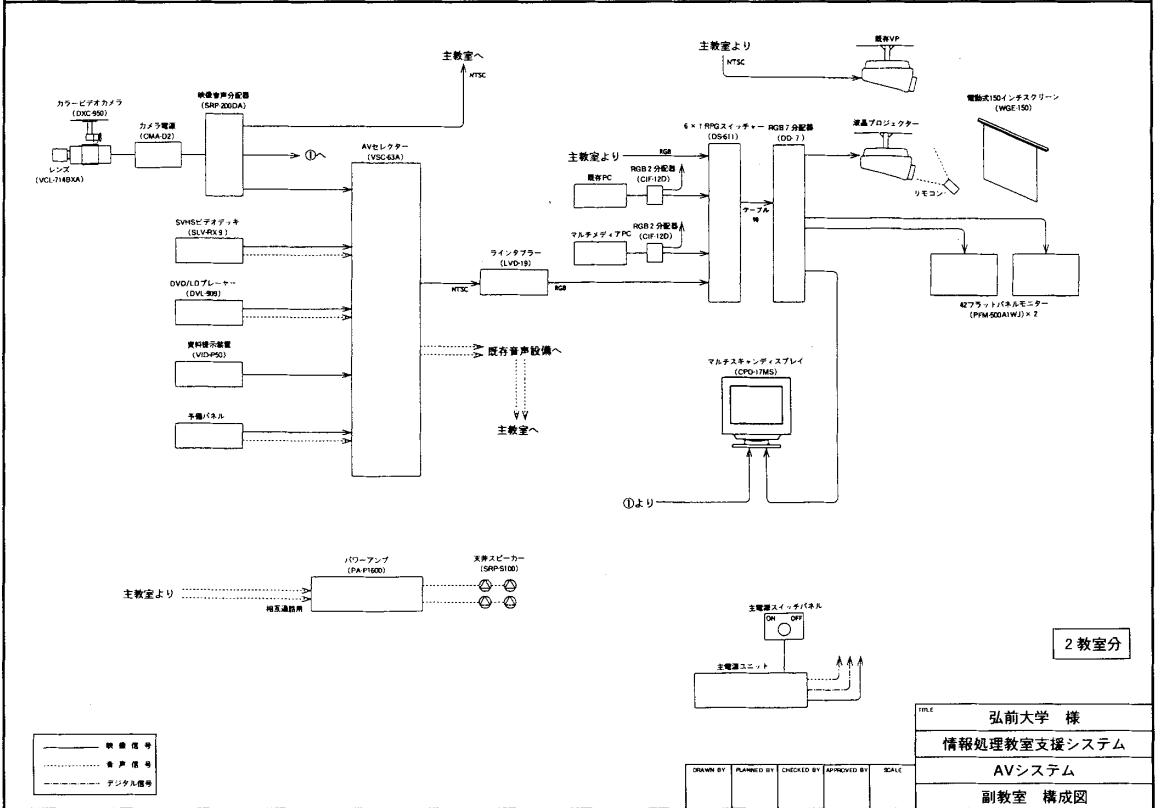 主教室へ
NTSC
映像音声分配器
(SRP-200DA)
カラービデオカメラ
(DXC-950)
カメラ電源
(CMA-D2)
レンズ
(VCL-714BXA)
①へ
AVセレクター
(VSC-63A)
SVHSビデオデッキ
(SLV-RX9)
DVD/LDプレーヤー
(DVL-909)
資料提示装置
(VID-P50)
予備パネル
NTSC
ラインダブラー
(LVD-19)
RGB
既存音声設備へ
主教室へ
主教室より
NTSC
既存VP
電動式150インチスクリーン
(WGE-150)
6×1RPGスイッチャー
(DS-611)
RGB7分配器
(DD-7)
液晶プロジェクター
リモコン
主教室より
RGB
RGB2分配器
(CIF-12D)
既存PC
ケーブル
RGB2分配器
(CIF-12D)
マルチメディアPC
42フラットパネルモニター
(PFM-500A1WJ)×2
マルチスキャンディスプレイ
(CPD-17MS)
①より
パワーアンプ
(PA-P1600)
天井スピーカー
(SRP-S100)
主教室より
相互通話用
主電源スイッチパネル
ON OFF
主電源ユニット
2教室分
映像信号
音声信号
デジタル信号
DRAWN BY PLANNED BY CHECKED BY APPROVED BY SCALE
TITLE
弘前大学 様
情報処理教室支援システム
AVシステム
副教室 構成図